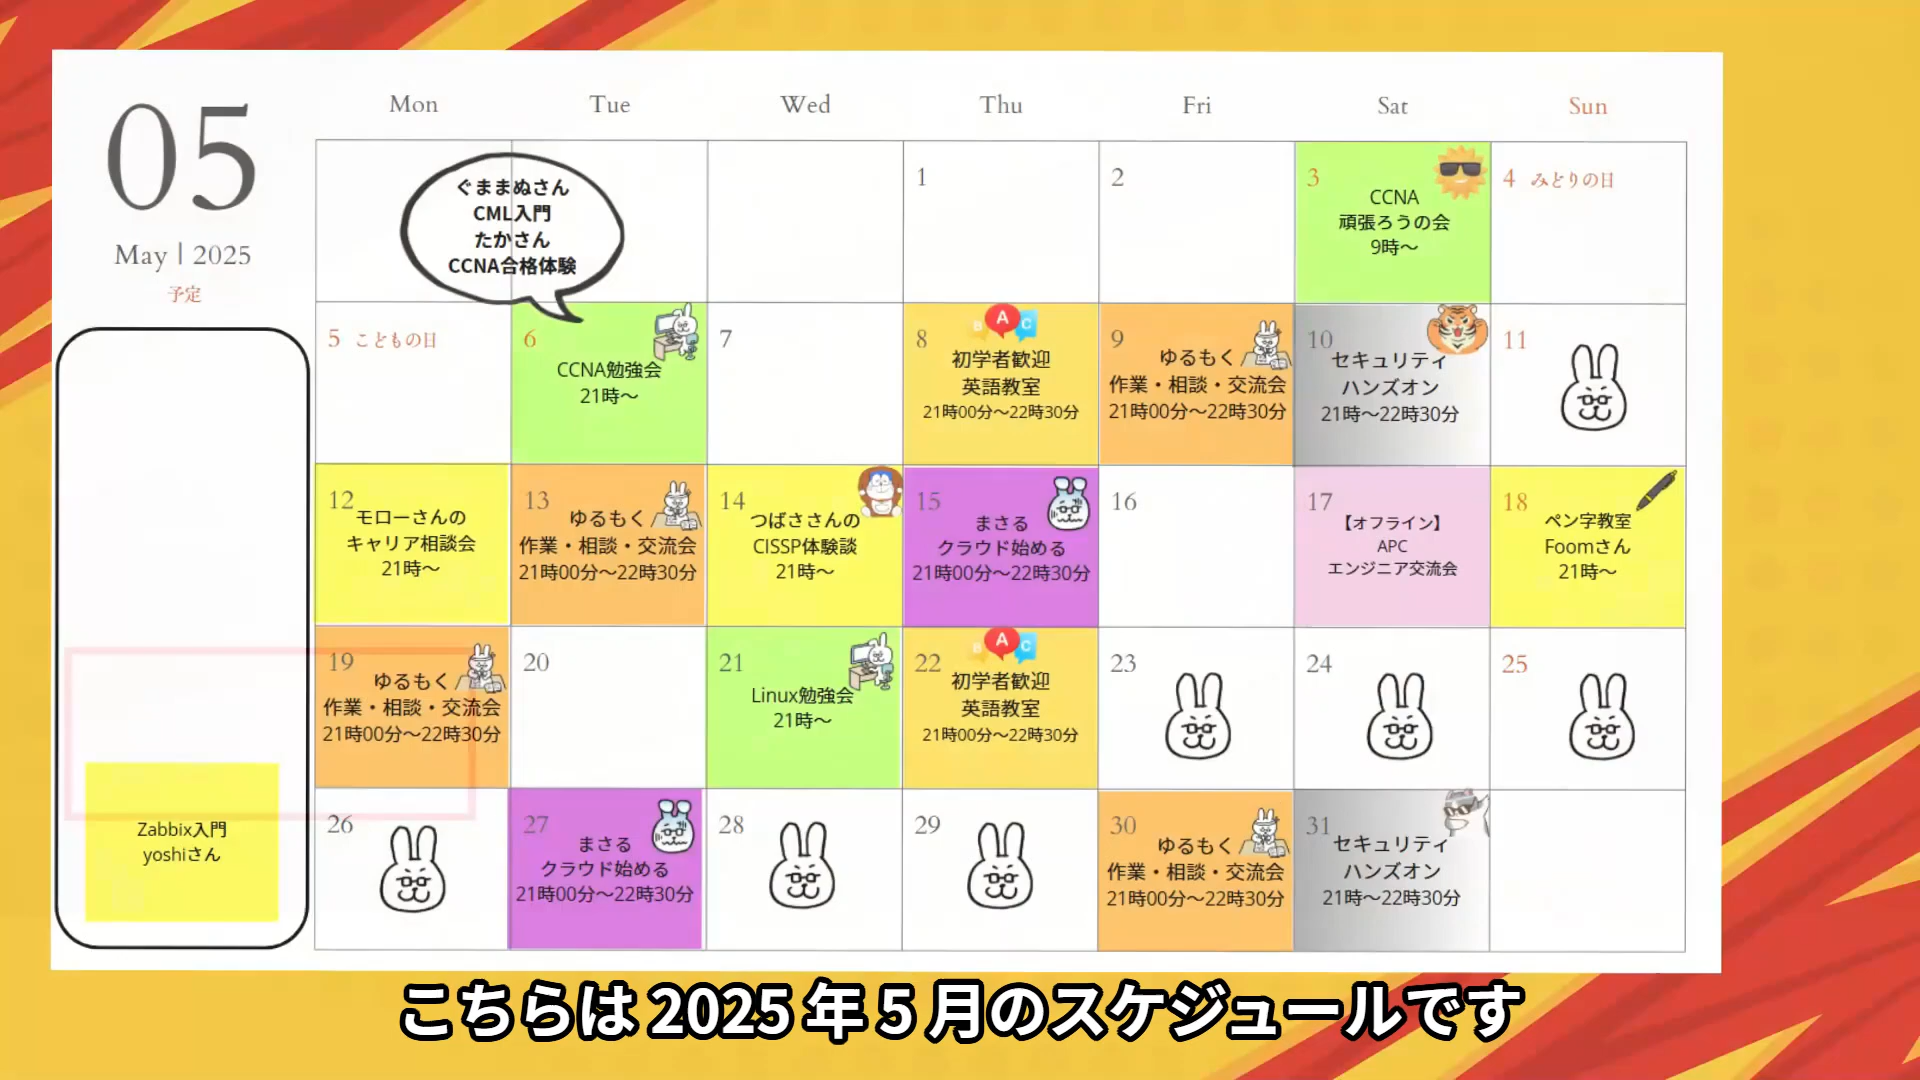 05
May | 2025
予定
Mon Tue Wed Thu Fri Sat Sun
ぐままぬさん
CML入門
たかさん
CCNA合格体験
1
2
3
CCNA
頑張ろうの会
9時～
4 みどりの日
5 こどもの日
6
CCNA勉強会
21時～
7
8
B A C
初学者歓迎
英語教室
21時00分～22時30分
9
ゆるもく
作業・相談・交流会
21時00分～22時30分
10
セキュリティ
ハンズオン
21時～22時30分
11
12
モローさんの
キャリア相談会
21時～
13
ゆるもく
作業・相談・交流会
21時00分～22時30分
14
つばささんの
CISSP体験談
21時～
15
まさる
クラウド始める
21時00分～22時30分
16
17
【オフライン】
APC
エンジニア交流会
18
ペン字教室
Foomさん
21時～
19
ゆるもく
作業・相談・交流会
21時00分～22時30分
20
21
Linux勉強会
21時～
22
B A C
初学者歓迎
英語教室
21時00分～22時30分
23
24
25
Zabbix入門
yoshiさん
26
27
まさる
クラウド始める
21時00分～22時30分
28
29
30
ゆるもく
作業・相談・交流会
21時00分～22時30分
31
セキュリティ
ハンズオン
21時～22時30分
こちらは 2025 年 5 月のスケジュールです